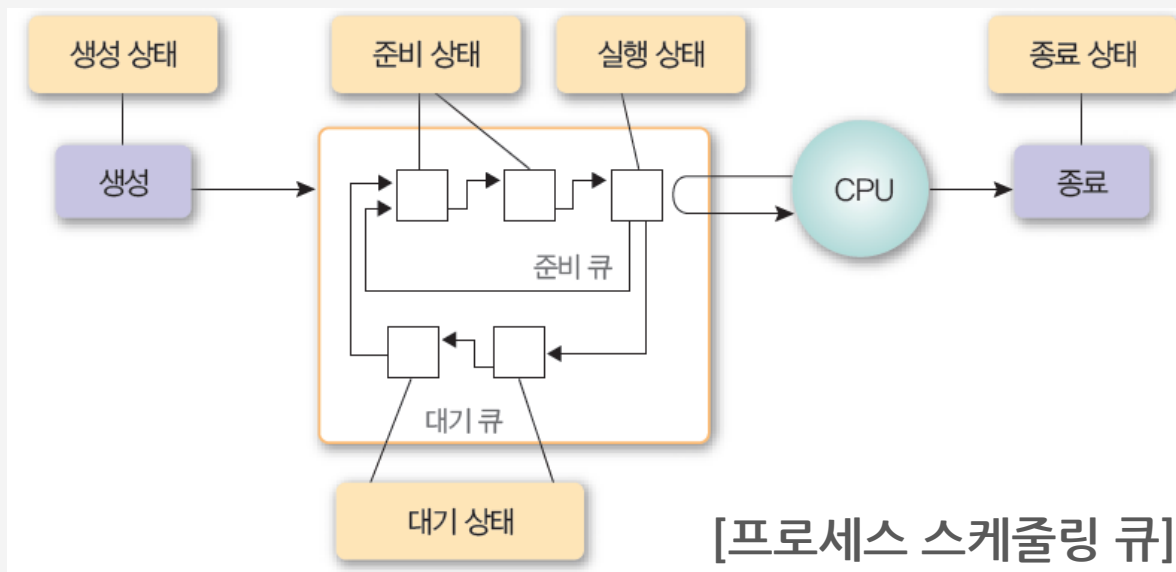 생성 상태
준비 상태
실행 상태
종료 상태
생성
CPU
종료
준비 큐
대기 큐
대기 상태
[프로세스 스케줄링 큐]